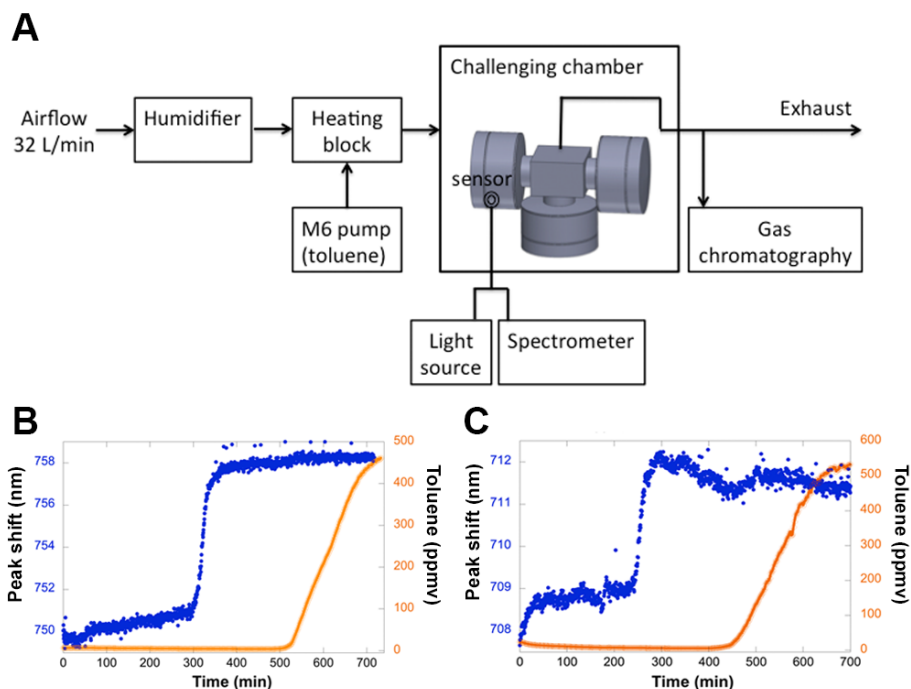 A
Airflow
32 L/min
Humidifier
Heating
block
M6 pump
(toluene)
Challenging chamber
sensor
Light
source
Spectrometer
Exhaust
Gas
chromatography
B
Peak shift (nm)
758
756
754
752
751
750
500
400
300
200
100
0
Toluene (ppmv)
0 100 200 300 400 500 600 700
Time (min)
C
Peak shift (nm)
712
711
710
709
708
600
500
400
300
200
100
0
Toluene (ppmv)
0 100 200 300 400 500 600 700
Time (min)